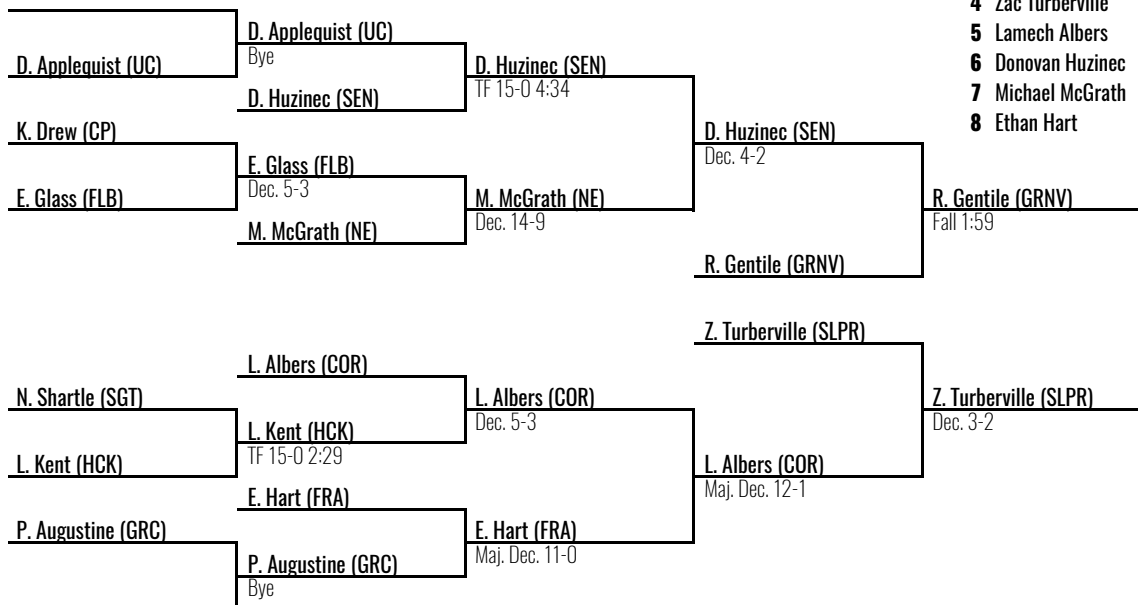 D. Applequist (UC)
D. Applequist (UC)
Bye
D. Huzinec (SEN)
D. Huzinec (SEN)
TF 15-0 4:34
K. Drew (CP)
E. Glass (FLB)
E. Glass (FLB)
Dec. 5-3
M. McGrath (NE)
M. McGrath (NE)
Dec. 14-9
D. Huzinec (SEN)
Dec. 4-2
R. Gentile (GRNV)
R. Gentile (GRNV)
Fall 1:59
N. Shartle (SGT)
L. Kent (HCK)
P. Augustine (GRC)
L. Albers (COR)
L. Kent (HCK)
TF 15-0 2:29
E. Hart (FRA)
P. Augustine (GRC)
Bye
L. Albers (COR)
Dec. 5-3
E. Hart (FRA)
Maj. Dec. 11-0
Z. Turberville (SLPR)
L. Albers (COR)
Maj. Dec. 12-1
Z. Turberville (SLPR)
Dec. 3-2
4 Zac Turberville
5 Lamech Albers
6 Donovan Huzinec
7 Michael McGrath
8 Ethan Hart